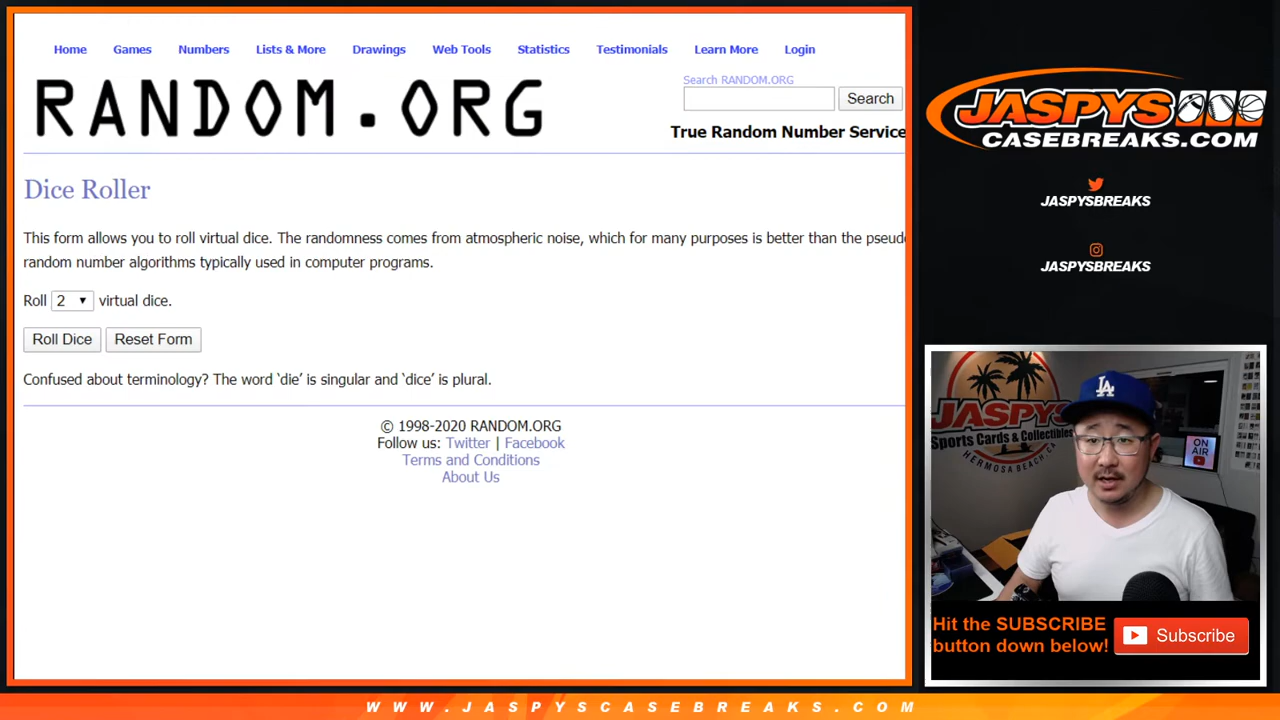 Home Games Numbers Lists & More Drawings Web Tools Statistics Testimonials Learn More Login
RANDOM.ORG
Search RANDOM.ORG
Search
True Random Number Service
Dice Roller
This form allows you to roll virtual dice. The randomness comes from atmospheric noise, which for many purposes is better than the pseudo
random number algorithms typically used in computer programs.
Roll 2 virtual dice.
Roll Dice Reset Form
Confused about terminology? The word ‘die’ is singular and ‘dice’ is plural.
© 1998-2020 RANDOM.ORG
Follow us: Twitter | Facebook
Terms and Conditions
About Us
JASPYS
CASEBREAKS.COM
JASPYSBREAKS
JASPYSBREAKS
JASPYS
Sports Cards & Collectibles
HERMOSA BEACH, CA
ON
AIR
LA
Hit the SUBSCRIBE
button down below!
Subscribe
WWW.JASPYSCASEBREAKS.COM